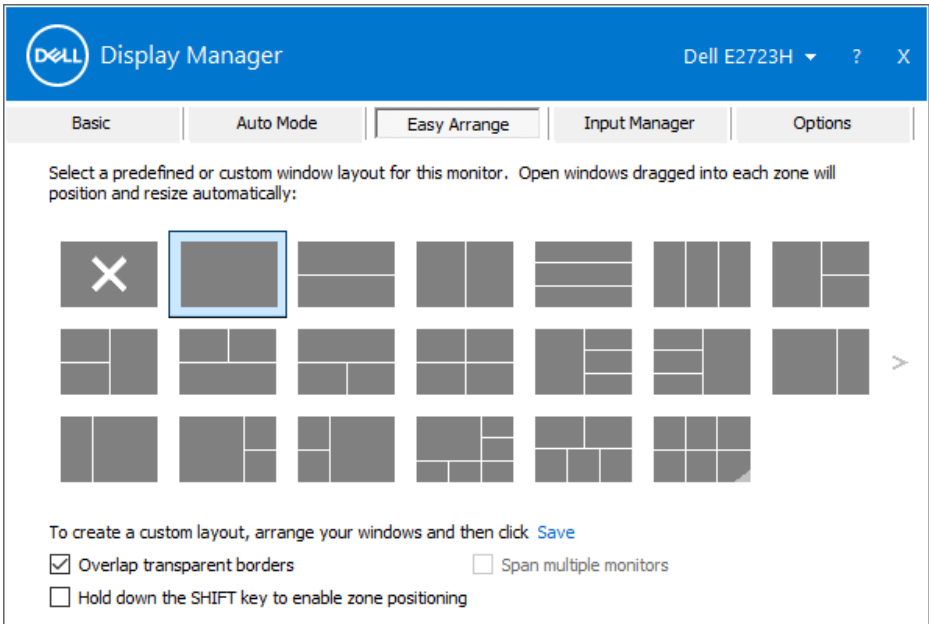 DELL Display Manager
Dell E2723H ? X
Basic Auto Mode Easy Arrange Input Manager Options
Select a predefined or custom window layout for this monitor. Open windows dragged into each zone will
position and resize automatically:
>
To create a custom layout, arrange your windows and then click Save
Overlap transparent borders
Span multiple monitors
Hold down the SHIFT key to enable zone positioning